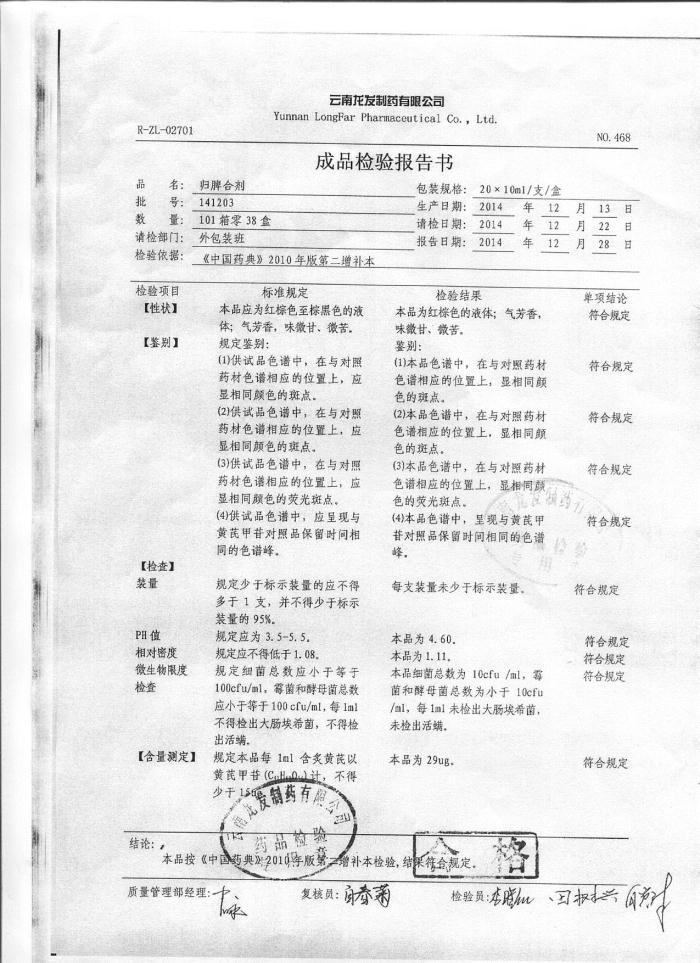 云南龙发制药有限公司
Yunnan LongFar Pharmaceutical Co., Ltd.
R-ZL-02701
NO. 468
成品检验报告书
品 名: 归脾合剂 包装规格: 20×10ml/支/盒
批 号: 141203 生产日期: 2014 年 12 月 13 日
数 量: 101 箱零 38 盒 请检日期: 2014 年 12 月 22 日
请检部门: 外包装班 报告日期: 2014 年 12 月 28 日
检验依据: 《中国药典》2010 年版第二增补本
检验项目 标准规定 检验结果 单项结论
【性状】 本品应为红棕色至棕黑色的液 本品为红棕色的液体; 气芳香, 符合规定
体; 气芳香, 味微甘、微苦。 味微甘、微苦。
【鉴别】 规定鉴别: 鉴别:
(1)供试品色谱中, 在与对照 (1)本品色谱中, 在与对照药材 符合规定
药材色谱相应的位置上, 应 色谱相应的位置上, 显相同颜
显相同颜色的斑点。 色的斑点。
(2)供试品色谱中, 在与对照 (2)本品色谱中, 在与对照药材 符合规定
药材色谱相应的位置上, 应 色谱相应的位置上, 显相同颜
显相同颜色的斑点。 色的斑点。
(3)供试品色谱中, 在与对照 (3)本品色谱中, 在与对照药材 符合规定
药材色谱相应的位置上, 应 色谱相应的位置上, 显相同颜
显相同颜色的荧光斑点。 色的荧光斑点。
(4)供试品色谱中, 应呈现与 (4)本品色谱中, 呈现与黄芪甲 符合规定
黄芪甲苷对照品保留时间相 苷对照品保留时间相同的色谱
同的色谱峰。 峰。
【检查】
装量 规定少于标示装量的应不得 每支装量未少于标示装量。 符合规定
多于 1 支, 并不得少于标示
装量的 95%。
PH 值 规定应为 3.5-5.5。 本品为 4.60。 符合规定
相对密度 规定应不得低于 1.08。 本品为 1.11。 符合规定
微生物限度 规定细菌总数应小于等于 本品细菌总数为 10cfu /ml, 霉 符合规定
检查 100cfu/ml, 霉菌和酵母菌总数 菌和酵母菌总数为小于 10cfu
应小于等于 100 cfu/ml, 每 1ml /ml, 每 1ml 未检出大肠埃希菌,
不得检出大肠埃希菌, 不得检 未检出活螨。
出活螨。
【含量测定】 规定本品每 1ml 含炙黄芪以 本品为 29ug。 符合规定
黄芪甲苷 计, 不得
少于 15
云南龙发制药有限公司
药品检验
合格
结论:
本品按《中国药典》2010 年版第二增补本检验, 结果符合规定。
质量管理部经理: 复核员: 检验员: